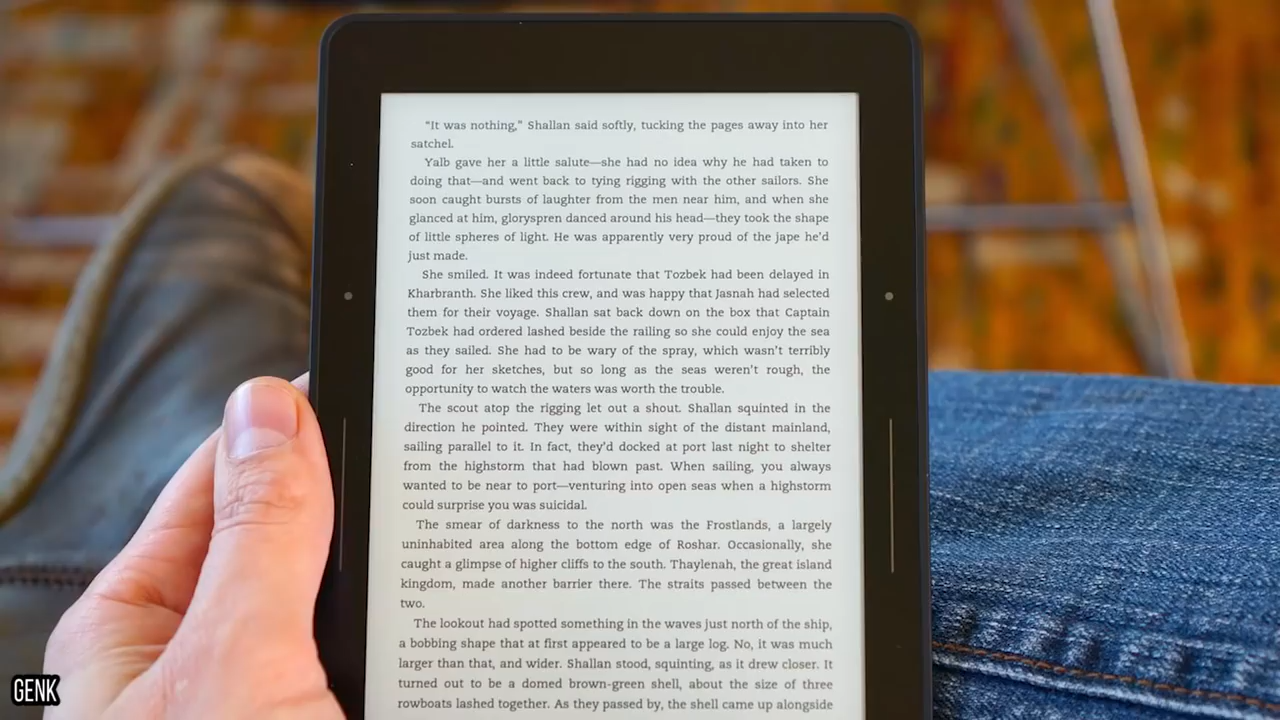 “It was nothing,” Shallan said softly, tucking the pages away into her
satchel.
Yalb gave her a little salute—she had no idea why he had taken to
doing that—and went back to tying rigging with the other sailors. She
soon caught bursts of laughter from the men near him, and when she
glanced at him, gloryspren danced around his head—they took the shape
of little spheres of light. He was apparently very proud of the jape he’d
just made.
She smiled. It was indeed fortunate that Tozbek had been delayed in
Kharbranth. She liked this crew, and was happy that Jasnah had selected
them for their voyage. Shallan sat back down on the box that Captain
Tozbek had ordered lashed beside the railing so she could enjoy the sea
as they sailed. She had to be wary of the spray, which wasn’t terribly
good for her sketches, but so long as the seas weren’t rough, the
opportunity to watch the waters was worth the trouble.
The scout atop the rigging let out a shout. Shallan squinted in the
direction he pointed. They were within sight of the distant mainland,
sailing parallel to it. In fact, they’d docked at port last night to shelter
from the highstorm that had blown past. When sailing, you always
wanted to be near to port—venturing into open seas when a highstorm
could surprise you was suicidal.
The smear of darkness to the north was the Frostlands, a largely
uninhabited area along the bottom edge of Roshar. Occasionally, she
caught a glimpse of higher cliffs to the south. Thaylenah, the great island
kingdom, made another barrier there. The straits passed between the
two.
The lookout had spotted something in the waves just north of the ship,
a bobbing shape that at first appeared to be a large log. No, it was much
larger than that, and wider. Shallan stood, squinting, as it drew closer. It
turned out to be a domed brown-green shell, about the size of three
rowboats lashed together. As they passed by, the shell came up alongside
GENK